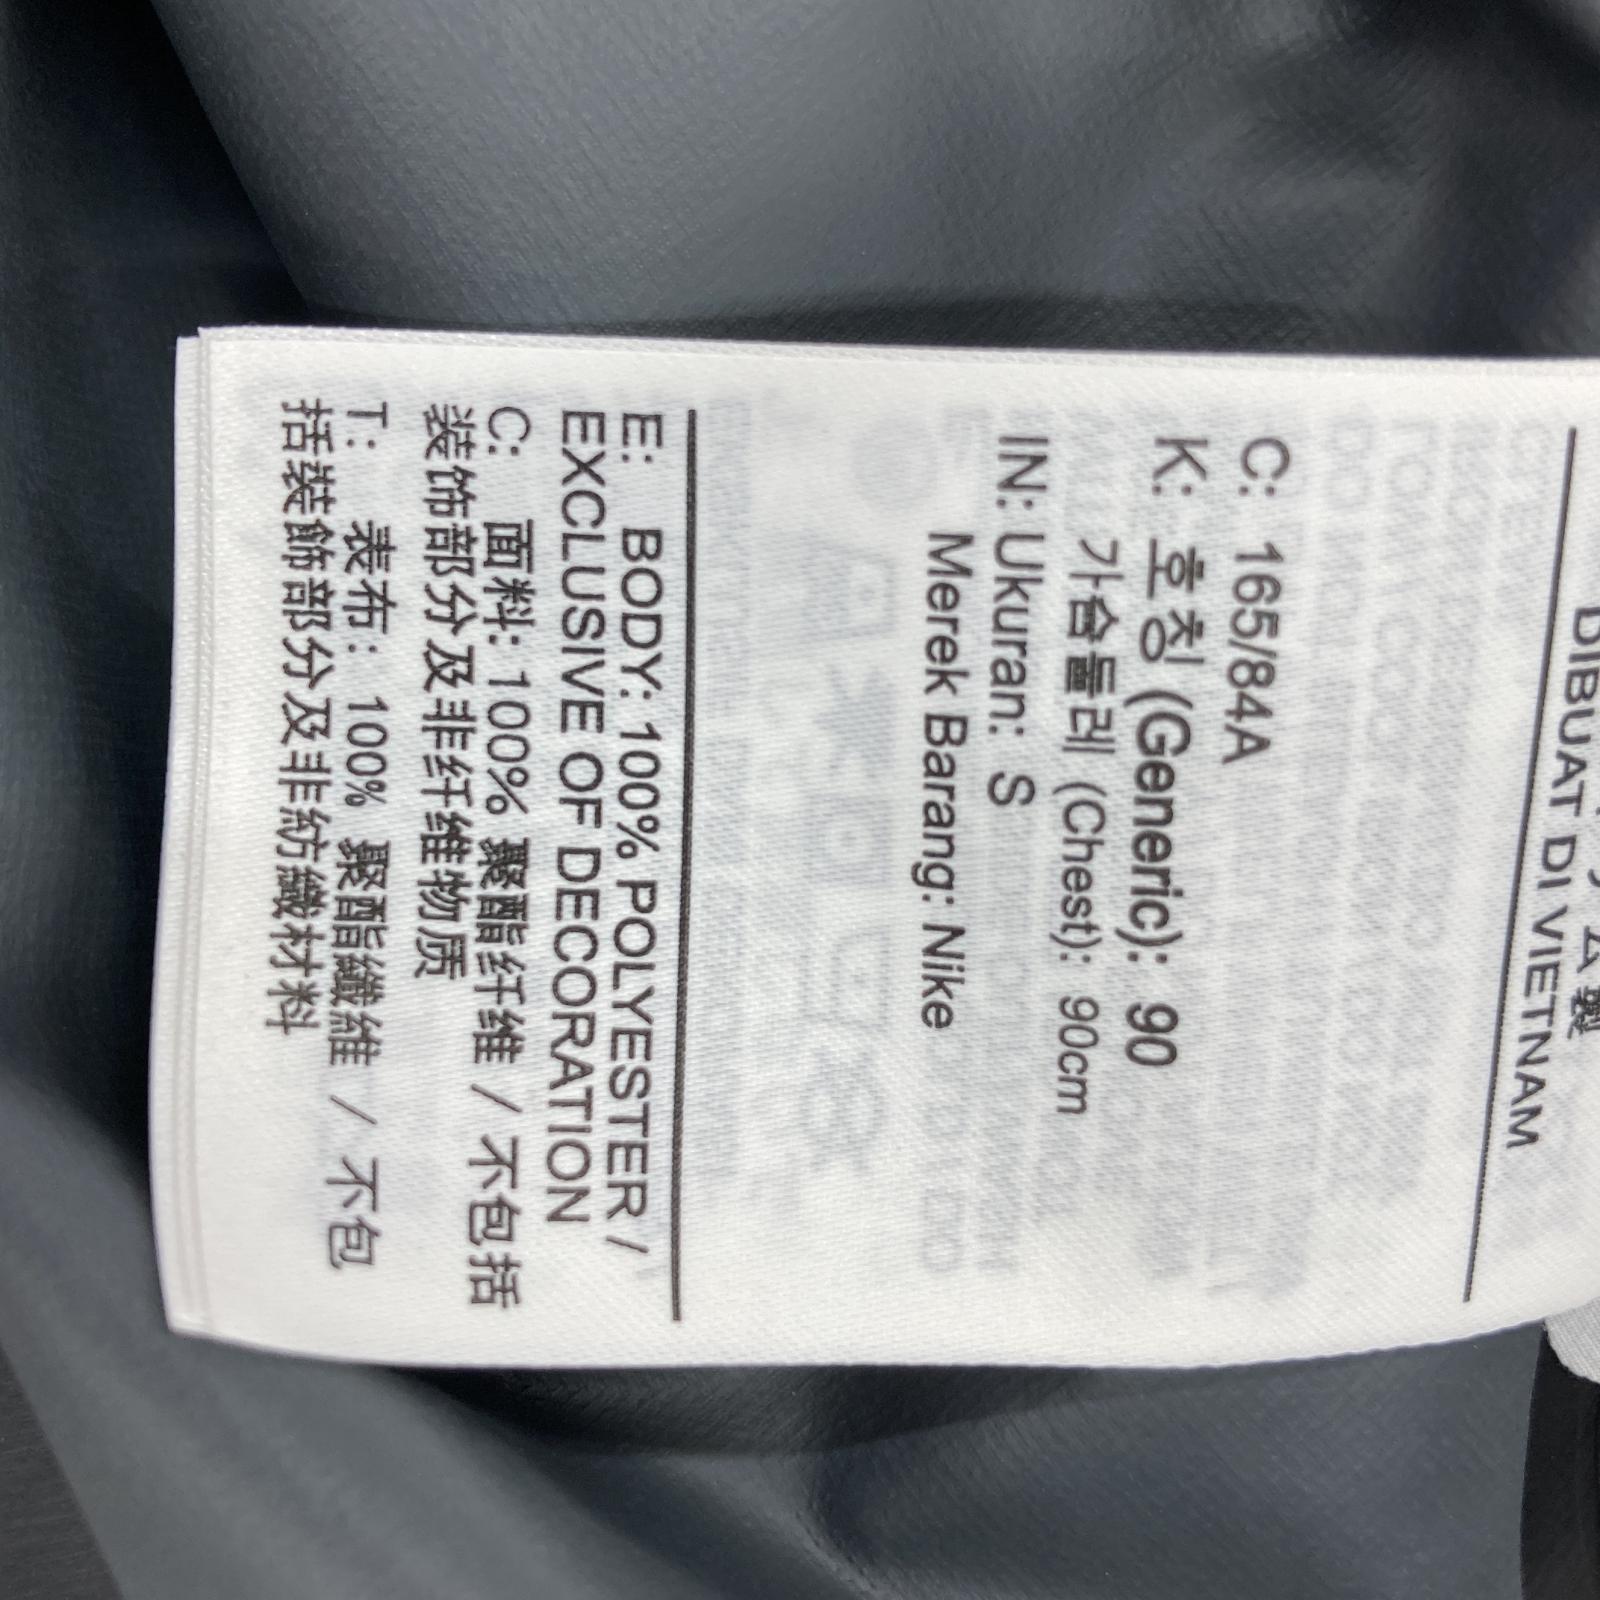 DIBUAT DI VIETNAM
C: 165/84A
K: 호칭 (Generic): 90
가슴둘레 (Chest): 90cm
IN: Ukuran: S
Merek Barang: Nike
E: BODY: 100% POLYESTER /
EXCLUSIVE OF DECORATION
C: 面料: 100% 聚酯纤维 / 不包括
装饰部分及非纤维物质
T: 表布: 100% 聚酯纖維 / 不包
括裝飾部分及非紡織材料